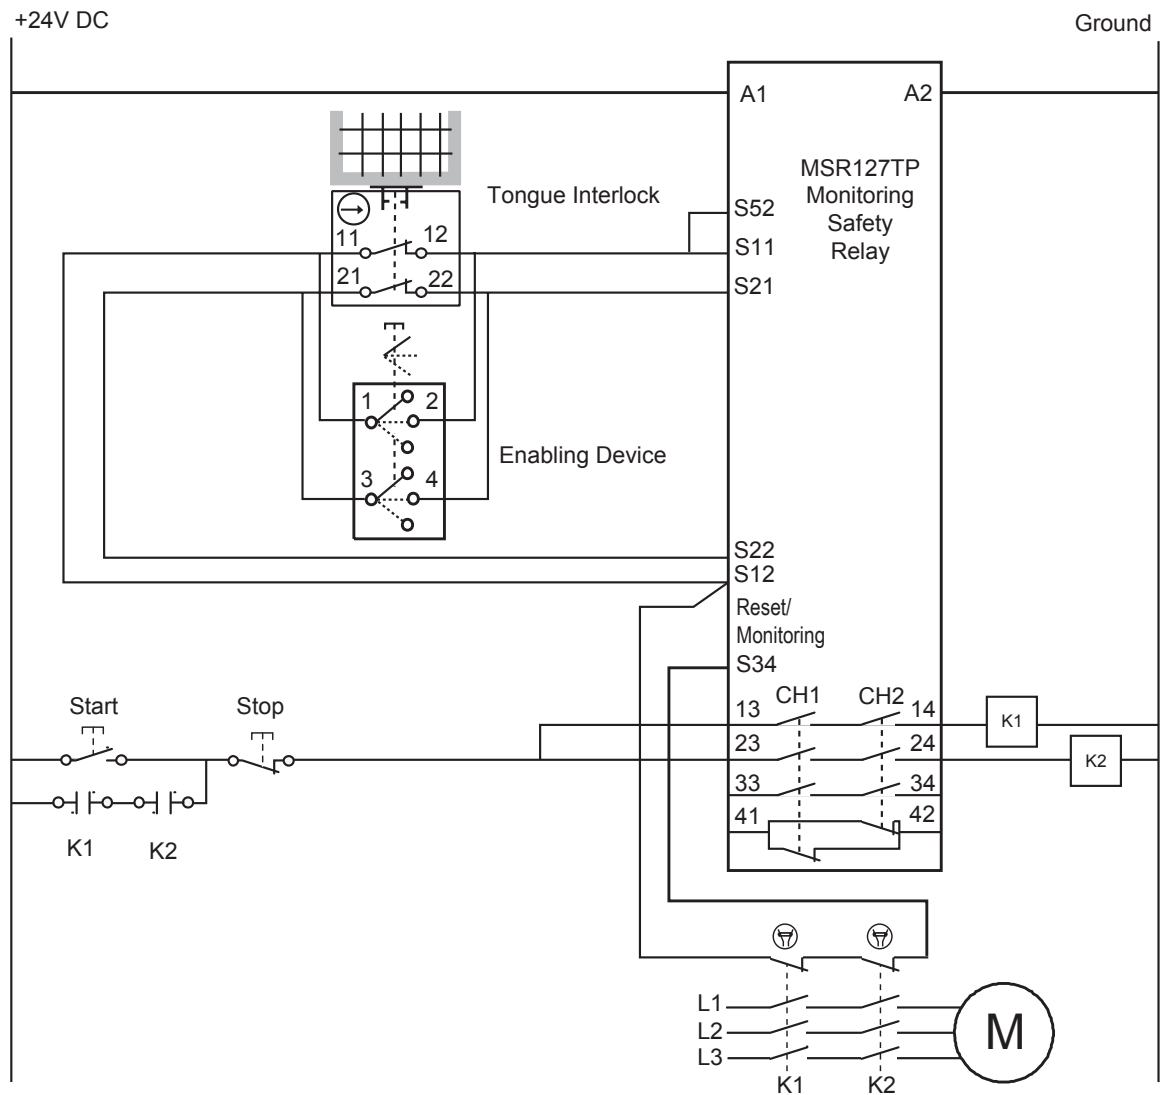 +24V DC
Ground
A1
A2
MSR127TP
Monitoring
Safety
Relay
Tongue Interlock
S52
11
12
S11
21
22
S21
1
2
Enabling Device
3
4
S22
S12
Reset/
Monitoring
S34
Start
Stop
CH1
CH2
13
14
K1
23
24
K2
33
34
41
42
K1
K2
L1
L2
L3
M
K1
K2